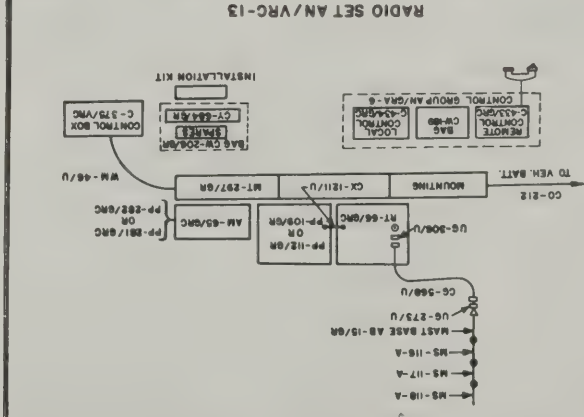 RADIO SET AN/VRC-13
INSTALLATION KIT
CY-684/GR
SPARES
BAG CW-206/GR
CONTROL BOX
C-375/VRC
REMOTE
CONTROL
C-433/GRC
BAG
CW-189
LOCAL
CONTROL
C-434/GRC
CONTROL GROUP AN/GRA-6
WM-46/U
MT-297/GR
CX-1211/U
MOUNTING
TO VEH. BATT.
CO-212
PP-281/GRC
OR
PP-282/GRC
AM-65/GRC
PP-112/GR
OR
PP-109/GR
RT-66/GRC
UG-306/U
CG-568/U
UG-273/U
MAST BASE AB-15/GR
MS-116-A
MS-117-A
MS-118-A